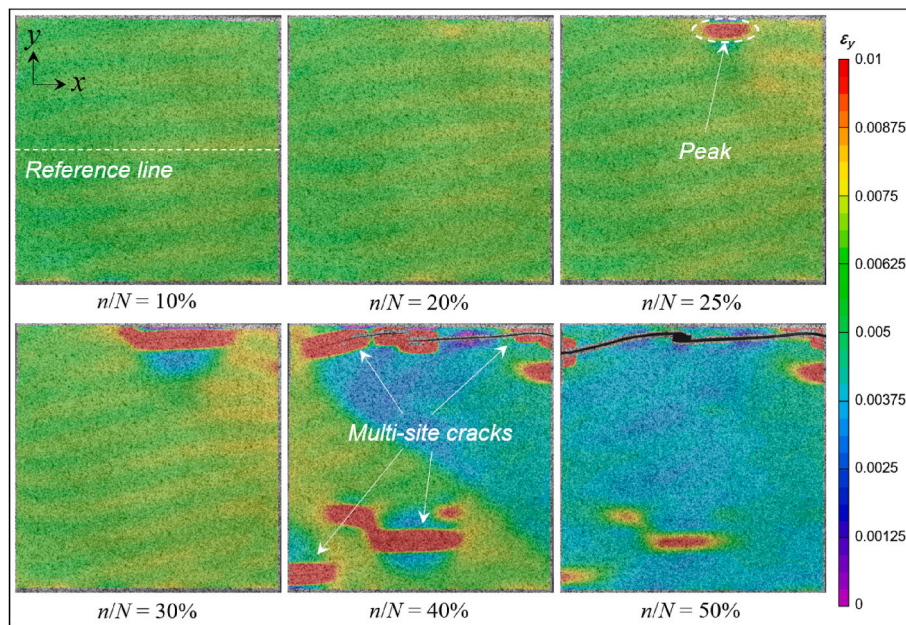 y
x
Reference line
Peak
εy
0.01
0.00875
0.0075
0.00625
0.005
0.00375
0.0025
0.00125
0
n/N = 10%
n/N = 20%
n/N = 25%
Multi-site cracks
n/N = 30%
n/N = 40%
n/N = 50%